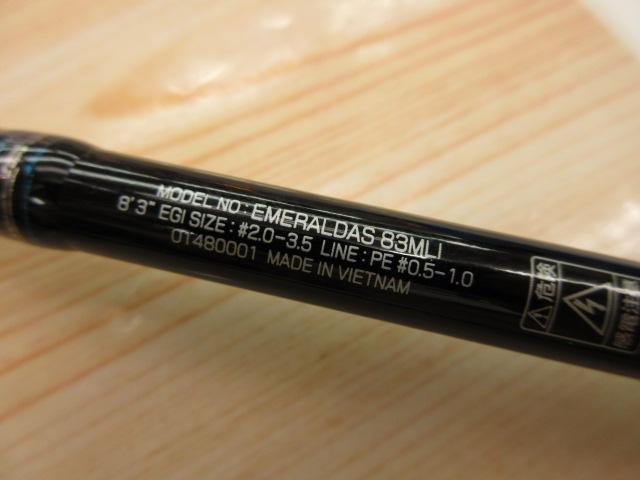 MODEL NO : EMERALDAS 83MLI
8'3" EGI SIZE : #2.0-3.5 LINE : PE #0.5-1.0
0T480001 MADE IN VIETNAM
危険